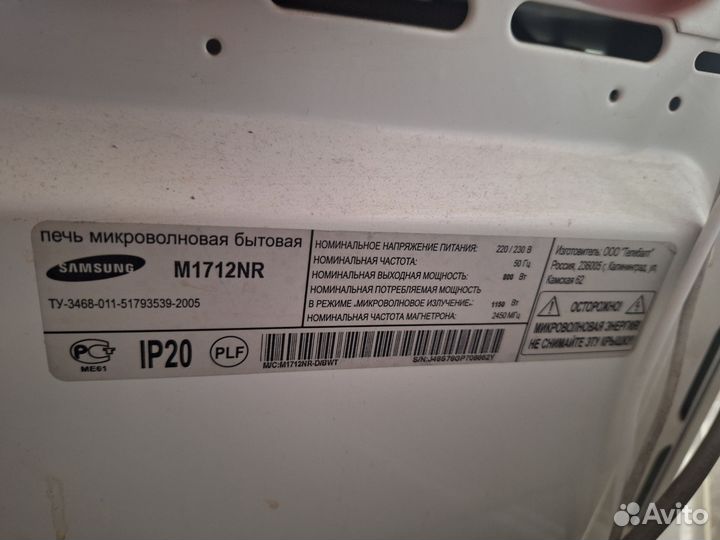 печь микроволновая бытовая
SAMSUNG M1712NR
ТУ-3468-011-51793539-2005
РСТ
ME61
IP20
PLF
НОМИНАЛЬНОЕ НАПРЯЖЕНИЕ ПИТАНИЯ: 220 / 230 В
НОМИНАЛЬНАЯ ЧАСТОТА: 50 Гц
НОМИНАЛЬНАЯ ВЫХОДНАЯ МОЩНОСТЬ: 800 Вт
НОМИНАЛЬНАЯ ПОТРЕБЛЯЕМАЯ МОЩНОСТЬ
В РЕЖИМЕ «МИКРОВОЛНОВОЕ ИЗЛУЧЕНИЕ»: 1150 Вт
НОМИНАЛЬНАЯ ЧАСТОТА МАГНЕТРОНА: 2450 МГц
M/C:M1712NR-D/BWT
Изготовитель: ООО "Телебалт"
Россия, 236005 г, Калининград, ул,
Камская 62
ОСТОРОЖНО!
МИКРОВОЛНОВАЯ ЭНЕРГИЯ
НЕ СНИМАЙТЕ ЭТУ КРЫШКУ!
Avito